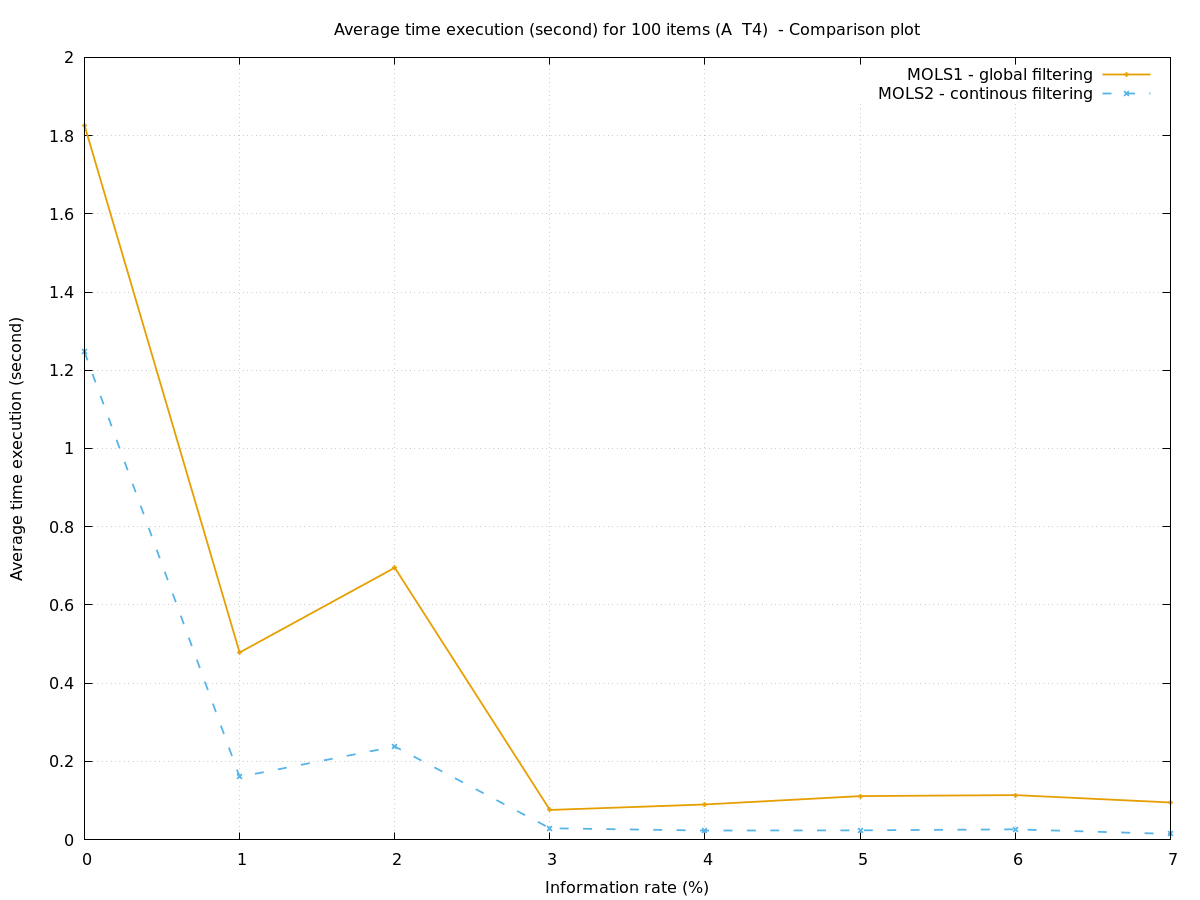 Average time execution (second) for 100 items (A  T4)  - Comparison plot
MOLS1 - global filtering
MOLS2 - continous filtering
Average time execution (second)
2
1.8
1.6
1.4
1.2
1
0.8
0.6
0.4
0.2
0
0 1 2 3 4 5 6 7
Information rate (%)